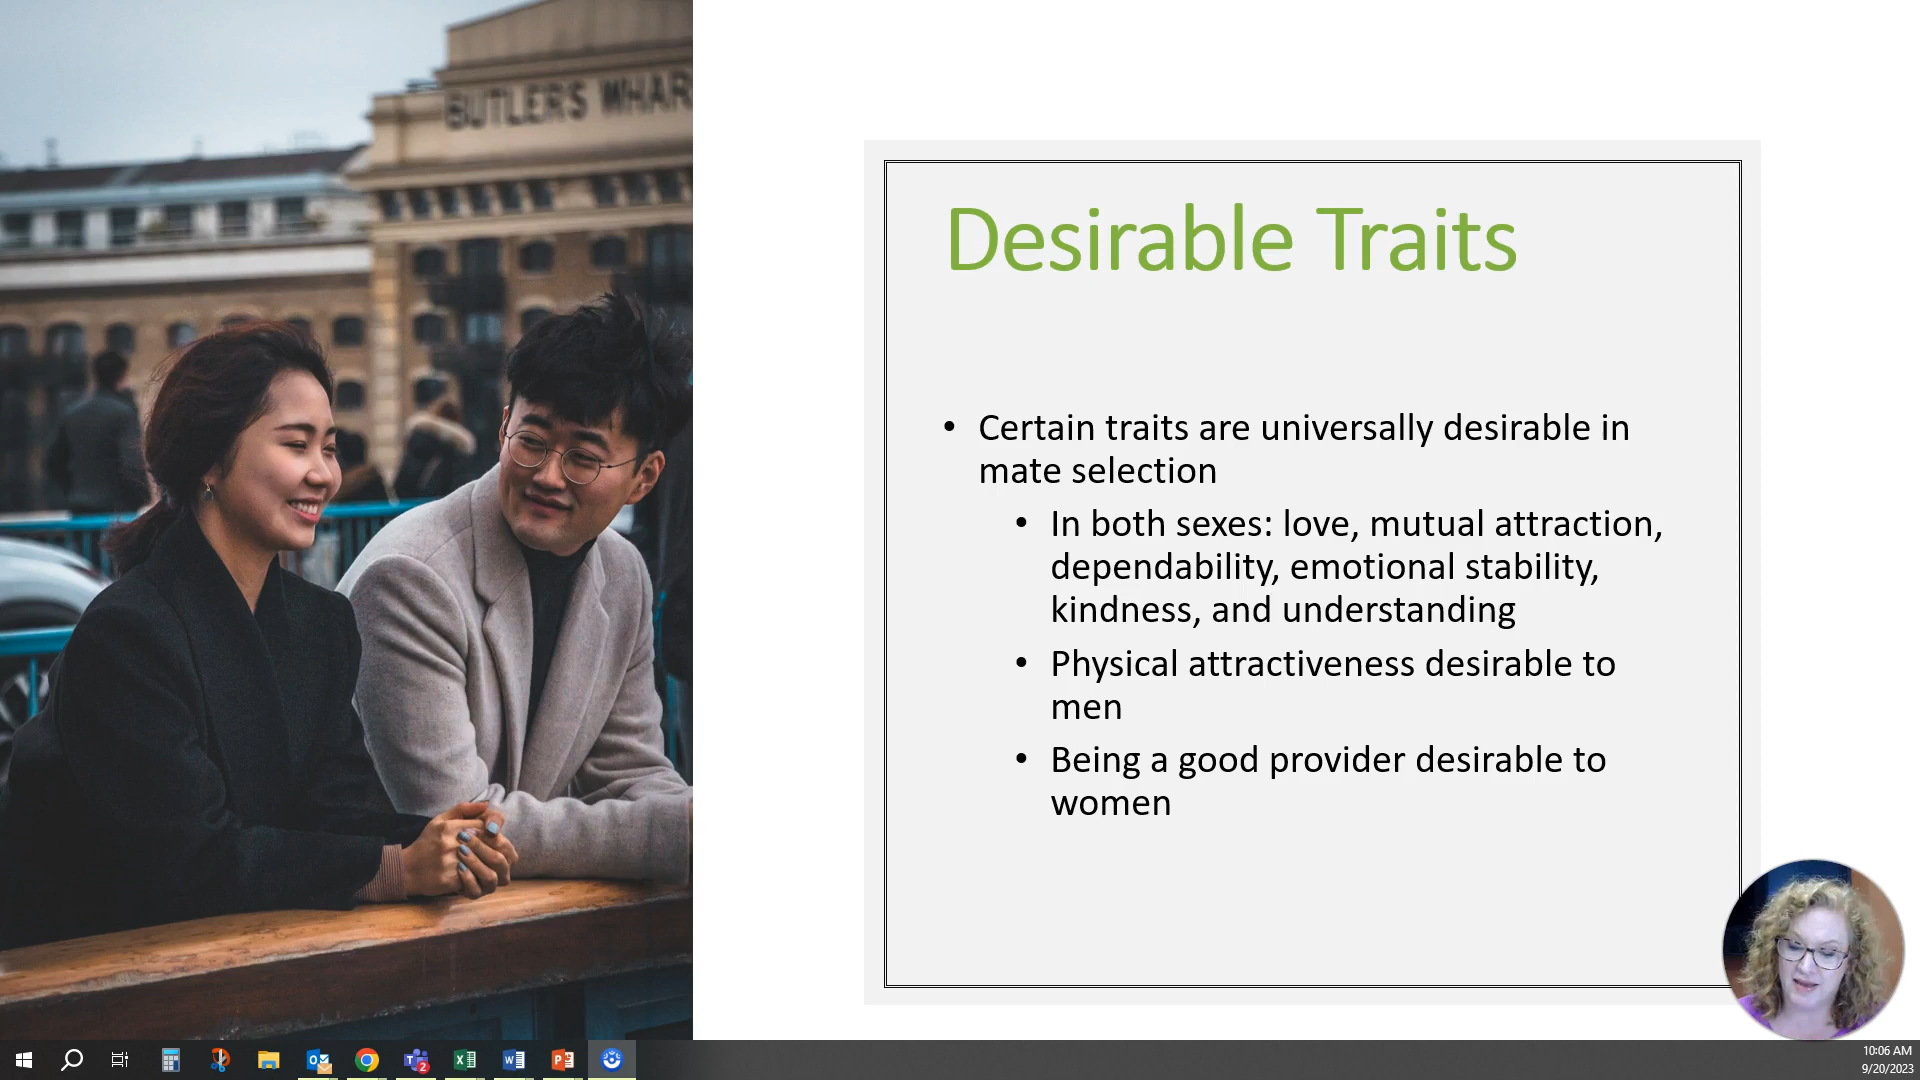 BUTLERS WHAR
Desirable Traits
• Certain traits are universally desirable in
mate selection
• In both sexes: love, mutual attraction,
dependability, emotional stability,
kindness, and understanding
• Physical attractiveness desirable to
men
• Being a good provider desirable to
women
2
10:06 AM
9/20/2023